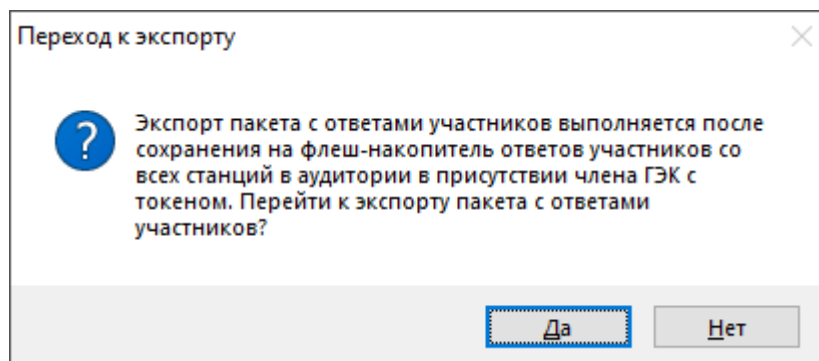 Переход к экспорту
Экспорт пакета с ответами участников выполняется после
сохранения на флеш-накопитель ответов участников со
всех станций в аудитории в присутствии члена ГЭК с
токеном. Перейти к экспорту пакета с ответами
участников?
Да
Нет